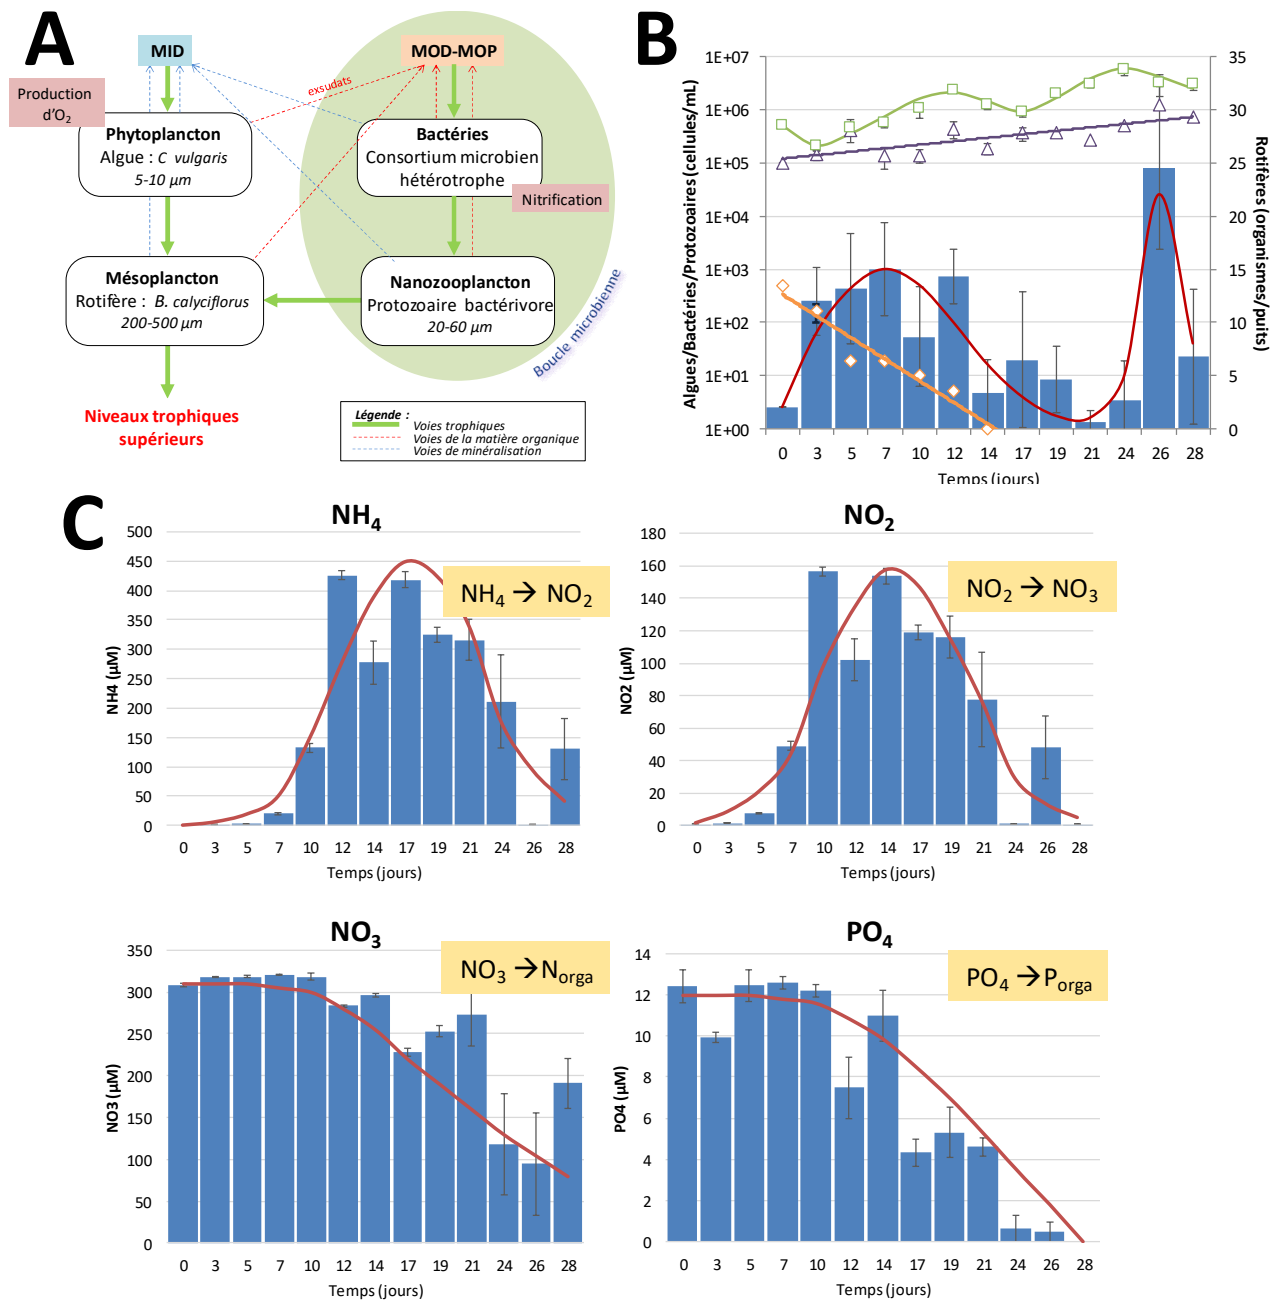 A
MID
MOD-MOP
Production
d'O2
exsudats
Phytoplancton
Algue : C vulgaris
5-10 µm
Bactéries
Consortium microbien
hétérotrophe
Nitrification
Mésoplancton
Rotifère : B. calyciflorus
200-500 µm
Nanozooplancton
Protozoaire bactérivore
20-60 µm
Boucle microbienne
Niveaux trophiques
supérieurs
Légende :
Voies trophiques
Voies de la matière organique
Voies de minéralisation
B
Algues/Bactéries/Protozoaires (cellules/mL)
1E+07
1E+06
1E+05
1E+04
1E+03
1E+02
1E+01
1E+00
35
30
25
20
15
10
5
0
Rotifères (organismes/puits)
0 3 5 7 10 12 14 17 19 21 24 26 28
Temps (jours)
C
NH4
NH4 → NO2
NH4 (µM)
500
450
400
350
300
250
200
150
100
50
0
0 3 5 7 10 12 14 17 19 21 24 26 28
Temps (jours)
NO2
NO2 → NO3
NO2 (µM)
180
160
140
120
100
80
60
40
20
0
0 3 5 7 10 12 14 17 19 21 24 26 28
Temps (jours)
NO3
NO3 → Norga
NO3 (µM)
350
300
250
200
150
100
50
0
0 3 5 7 10 12 14 17 19 21 24 26 28
Temps (jours)
PO4
PO4 → Porga
PO4 (µM)
14
12
10
8
6
4
2
0
0 3 5 7 10 12 14 17 19 21 24 26 28
Temps (jours)